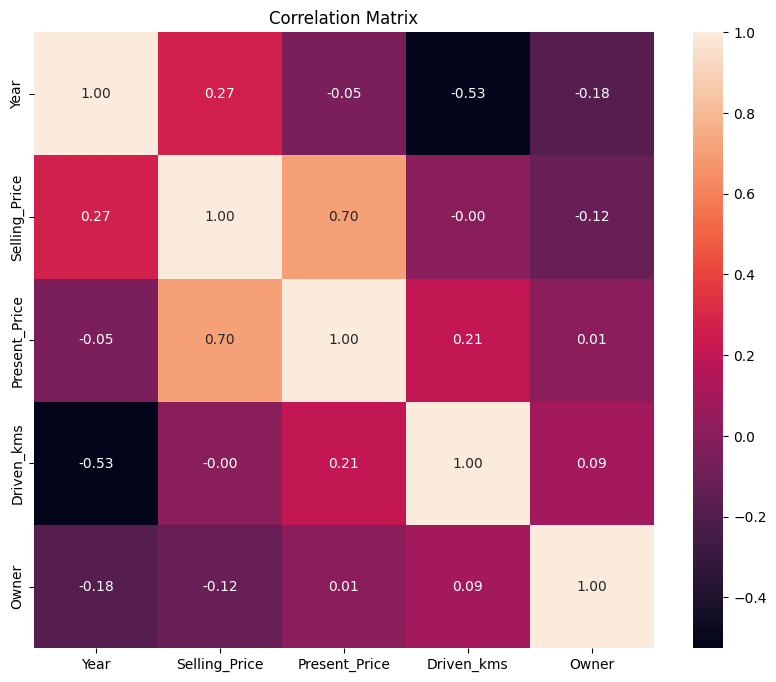 Correlation Matrix
Year 1.00 0.27 -0.05 -0.53 -0.18
Selling_Price 0.27 1.00 0.70 -0.00 -0.12
Present_Price -0.05 0.70 1.00 0.21 0.01
Driven_kms -0.53 -0.00 0.21 1.00 0.09
Owner -0.18 -0.12 0.01 0.09 1.00
Year Selling_Price Present_Price Driven_kms Owner
1.0
0.8
0.6
0.4
0.2
0.0
−0.2
−0.4